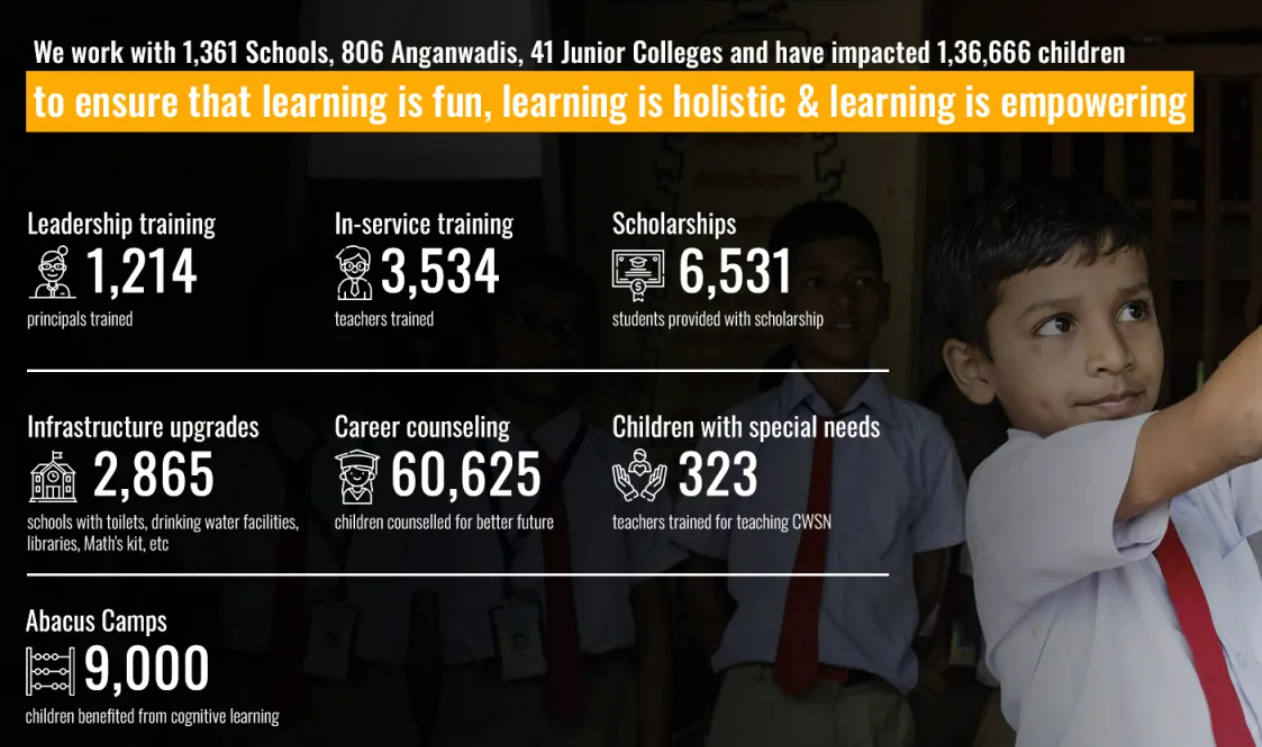 We work with 1,361 Schools, 806 Anganwadis, 41 Junior Colleges and have impacted 1,36,666 children
to ensure that learning is fun, learning is holistic & learning is empowering
Leadership training
1,214
principals trained
In-service training
3,534
teachers trained
Scholarships
6,531
students provided with scholarship
Infrastructure upgrades
2,865
schools with toilets, drinking water facilities,
libraries, Math's kit, etc
Career counseling
60,625
children counselled for better future
Children with special needs
323
teachers trained for teaching CWSN
Abacus Camps
9,000
children benefited from cognitive learning